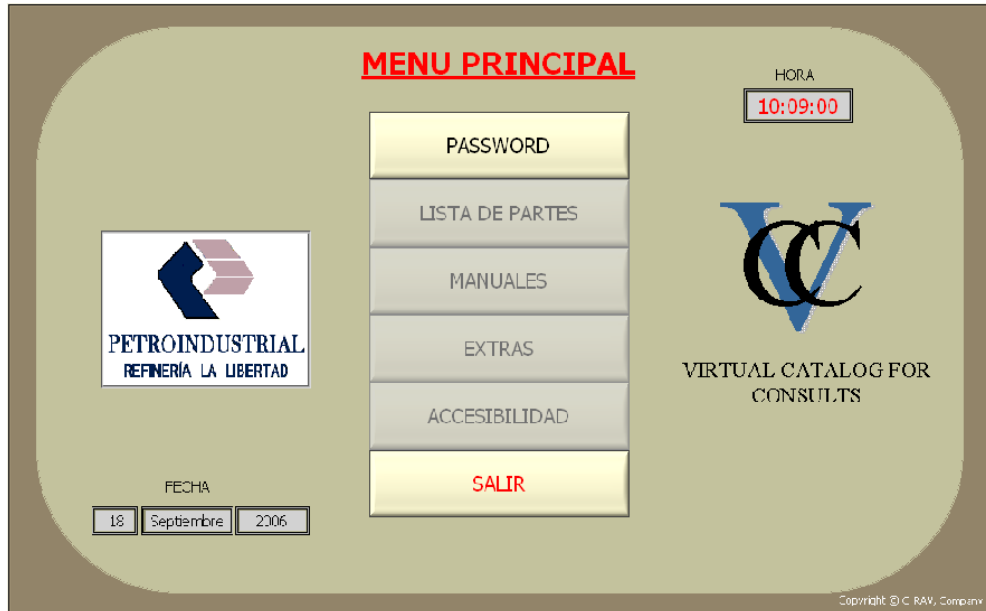 MENU PRINCIPAL
HORA
10:09:00
PASSWORD
LISTA DE PARTES
MANUALES
EXTRAS
ACCESIBILIDAD
SALIR
PETROINDUSTRIAL
REFINERÍA LA LIBERTAD
VCC
VIRTUAL CATALOG FOR
CONSULTS
FECHA
18 Septiembre 2006
Copyright © C RAV, Company